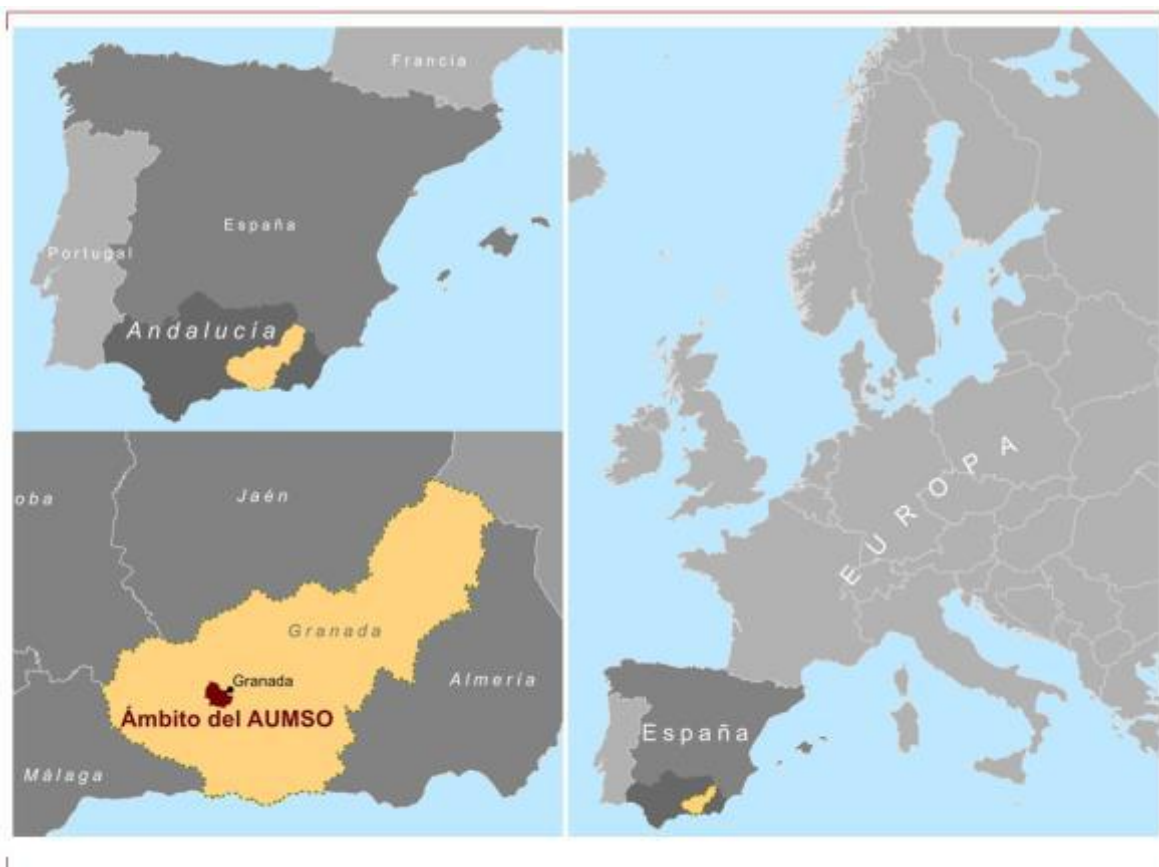 Francia
España
Portugal
Andalucía
oba
Jaén
Granada
Granada
Almería
Ámbito del AUMSO
Málaga
EUROPA
España